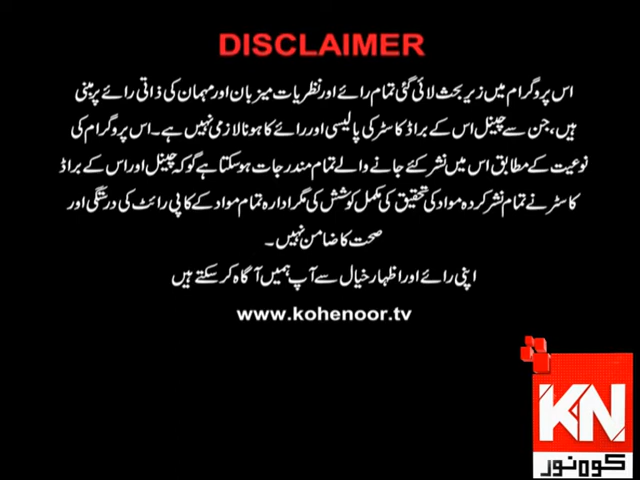 DISCLAIMER
اس پروگرام میں زیر بحث لائی گئی تمام رائے اور نظریات میزبان اور مہمان کی ذاتی رائے پر مبنی
ہیں، جن سے چینل اس کے براڈ کاسٹر کی پالیسی اور رائے کا ہونا لازمی نہیں ہے۔ اس پروگرام کی
نوعیت کے مطابق اس میں نشر کئے جانے والے تمام مندرجات ہو سکتا ہے گو کہ چینل اور اس کے براڈ
کاسٹر نے تمام نشر کردہ مواد کی تحقیق کی مکمل کوشش کی مگر ادارہ تمام مواد کے کاپی رائٹ کی درستگی اور
صحت کا ضامن نہیں۔
اپنی رائے اور اظہار خیال سے آپ ہمیں آگاہ کر سکتے ہیں
www.kohenoor.tv
KN
کوہ نور